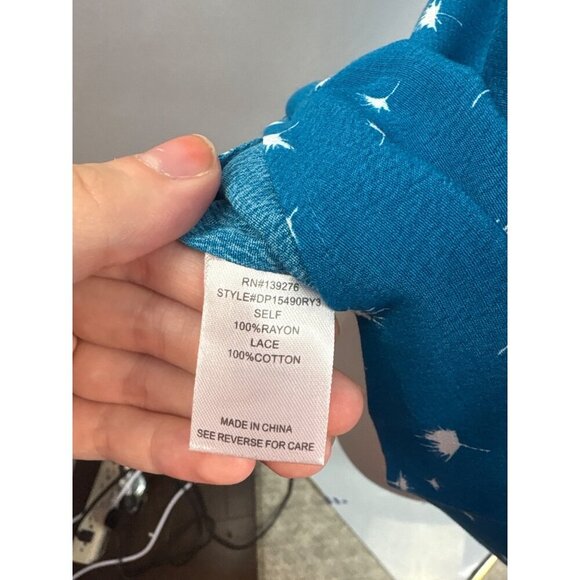 RN#139276
STYLE#DP15490RY3
SELF
100%RAYON
LACE
100%COTTON
MADE IN CHINA
SEE REVERSE FOR CARE